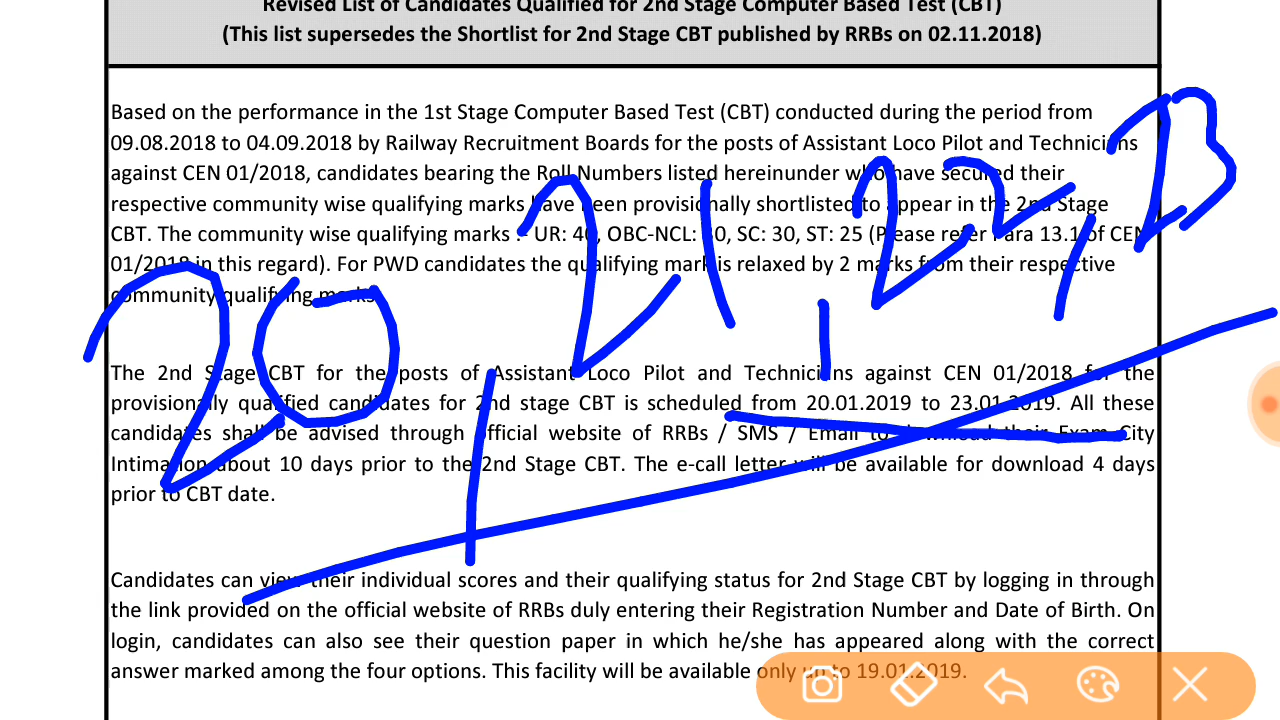 Revised List of Candidates Qualified for 2nd Stage Computer Based Test (CBT)
(This list supersedes the Shortlist for 2nd Stage CBT published by RRBs on 02.11.2018)
Based on the performance in the 1st Stage Computer Based Test (CBT) conducted during the period from
09.08.2018 to 04.09.2018 by Railway Recruitment Boards for the posts of Assistant Loco Pilot and Technicians
against CEN 01/2018, candidates bearing the Roll Numbers listed hereinunder who have secured their
respective community wise qualifying marks have been provisionally shortlisted to appear in the 2nd Stage
CBT. The community wise qualifying marks :- UR: 40, OBC-NCL: 30, SC: 30, ST: 25 (Please refer Para 13.1 of CEN
01/2018 in this regard). For PWD candidates the qualifying mark is relaxed by 2 marks from their respective
community qualifying marks.
20, 21, 22, 23
The 2nd Stage CBT for the posts of Assistant Loco Pilot and Technicians against CEN 01/2018 for the
provisionally qualified candidates for 2nd stage CBT is scheduled from 20.01.2019 to 23.01.2019. All these
candidates shall be advised through official website of RRBs / SMS / Email to download their Exam City
Intimation about 10 days prior to the 2nd Stage CBT. The e-call letter will be available for download 4 days
prior to CBT date.
Candidates can view their individual scores and their qualifying status for 2nd Stage CBT by logging in through
the link provided on the official website of RRBs duly entering their Registration Number and Date of Birth. On
login, candidates can also see their question paper in which he/she has appeared along with the correct
answer marked among the four options. This facility will be available only up to 19.01.2019.